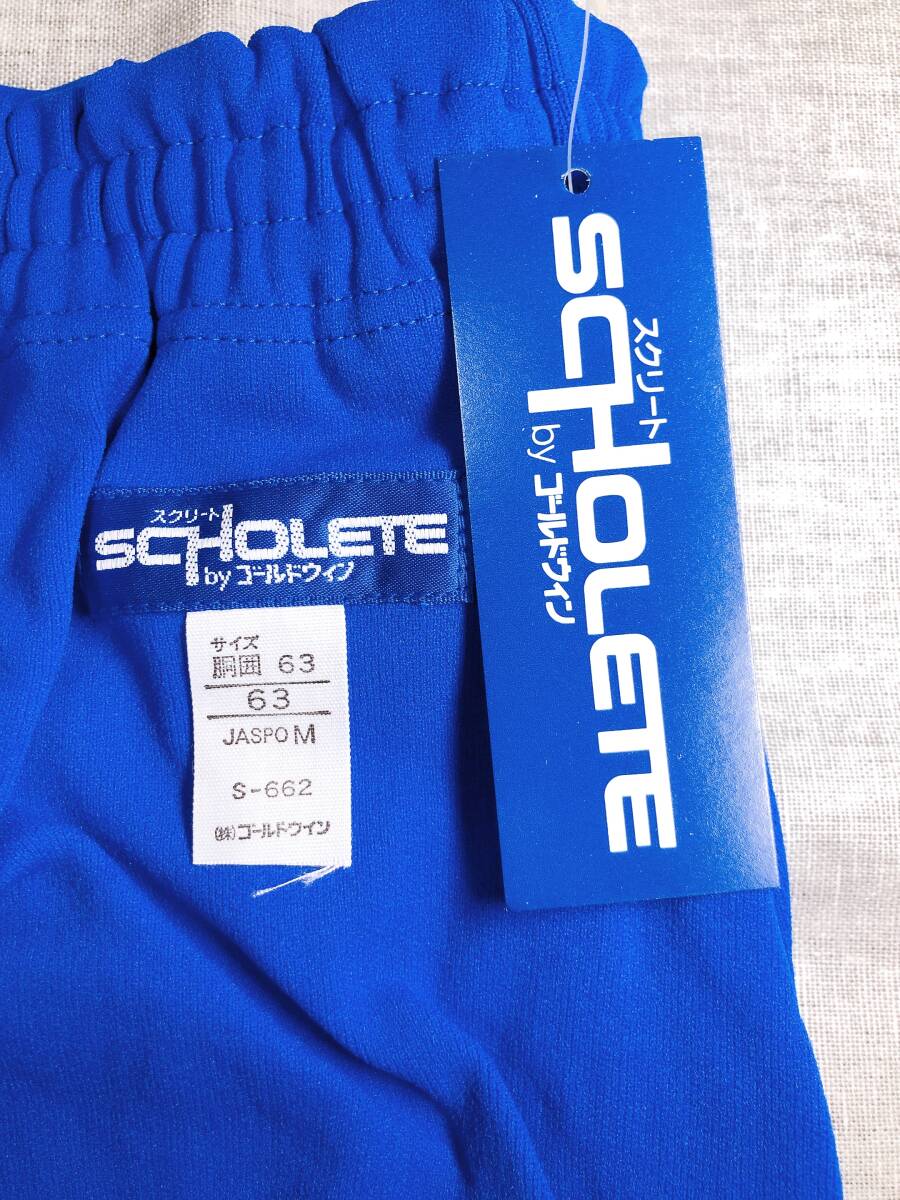 スクリート
SCHOLETE
by ゴールドウイン
サイズ
胴囲 63
63
JASPO M
S-662
(株)ゴールドウイン
スクリート
SCHOLETE
by ゴールドウイン